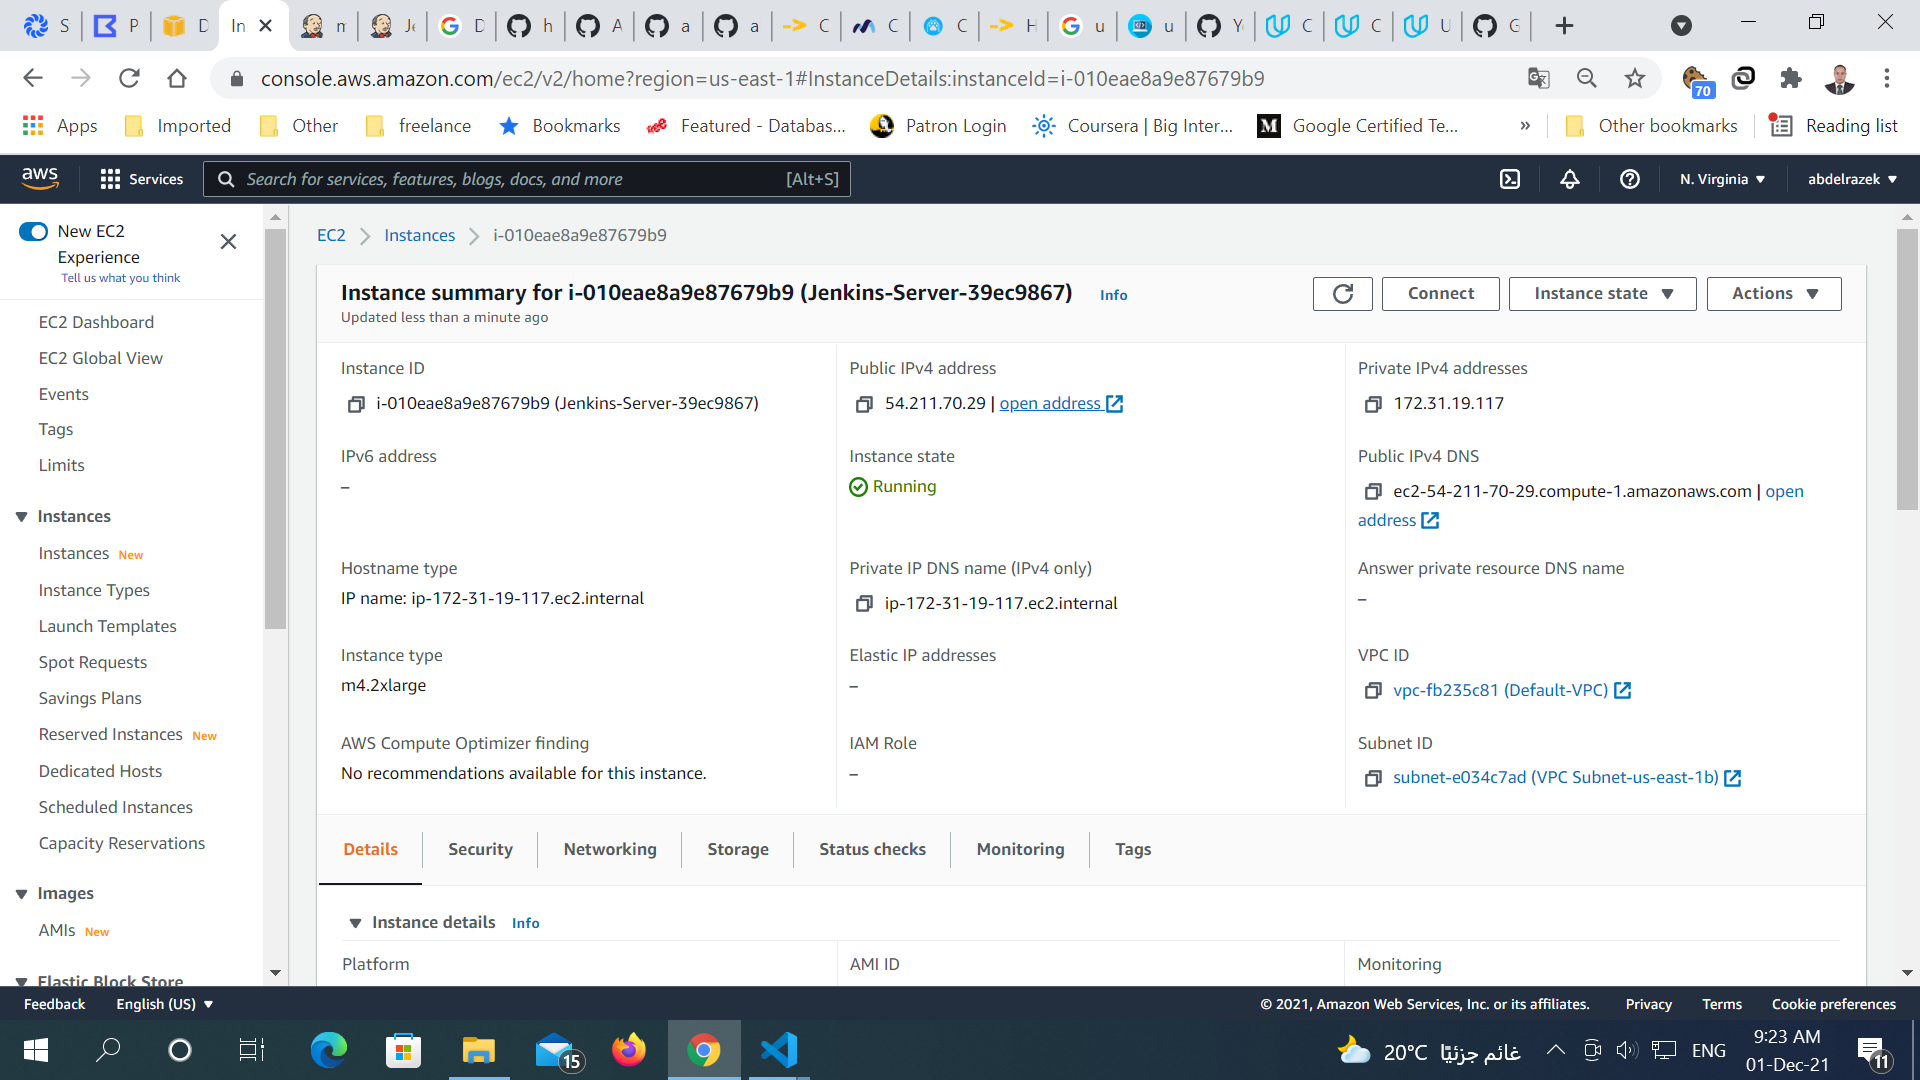 S
P
D
In
m
Je
D
h
A
a
a
C
C
C
H
u
u
Yo
C
C
U
G
console.aws.amazon.com/ec2/v2/home?region=us-east-1#InstanceDetails:instanceId=i-010eae8a9e87679b9
70
Apps
Imported
Other
freelance
Bookmarks
Featured - Databas...
Patron Login
Coursera | Big Inter...
M
Google Certified Te...
»
Other bookmarks
Reading list
aws
Services
Search for services, features, blogs, docs, and more
[Alt+S]
N. Virginia
abdelrazek
New EC2
Experience
Tell us what you think
EC2 Dashboard
EC2 Global View
Events
Tags
Limits
Instances
Instances New
Instance Types
Launch Templates
Spot Requests
Savings Plans
Reserved Instances New
Dedicated Hosts
Scheduled Instances
Capacity Reservations
Images
AMIs New
Elastic Block Store
EC2
Instances
i-010eae8a9e87679b9
Instance summary for i-010eae8a9e87679b9 (Jenkins-Server-39ec9867) Info
Updated less than a minute ago
Connect
Instance state
Actions
Instance ID
i-010eae8a9e87679b9 (Jenkins-Server-39ec9867)
Public IPv4 address
54.211.70.29 | open address
Private IPv4 addresses
172.31.19.117
IPv6 address
–
Instance state
Running
Public IPv4 DNS
ec2-54-211-70-29.compute-1.amazonaws.com | open
address
Hostname type
IP name: ip-172-31-19-117.ec2.internal
Private IP DNS name (IPv4 only)
ip-172-31-19-117.ec2.internal
Answer private resource DNS name
–
Instance type
m4.2xlarge
Elastic IP addresses
–
VPC ID
vpc-fb235c81 (Default-VPC)
AWS Compute Optimizer finding
No recommendations available for this instance.
IAM Role
–
Subnet ID
subnet-e034c7ad (VPC Subnet-us-east-1b)
Details
Security
Networking
Storage
Status checks
Monitoring
Tags
Instance details Info
Platform
AMI ID
Monitoring
Feedback
English (US)
© 2021, Amazon Web Services, Inc. or its affiliates.
Privacy
Terms
Cookie preferences
15
20°C غائم جزئيًا
ENG
9:23 AM
01-Dec-21
11